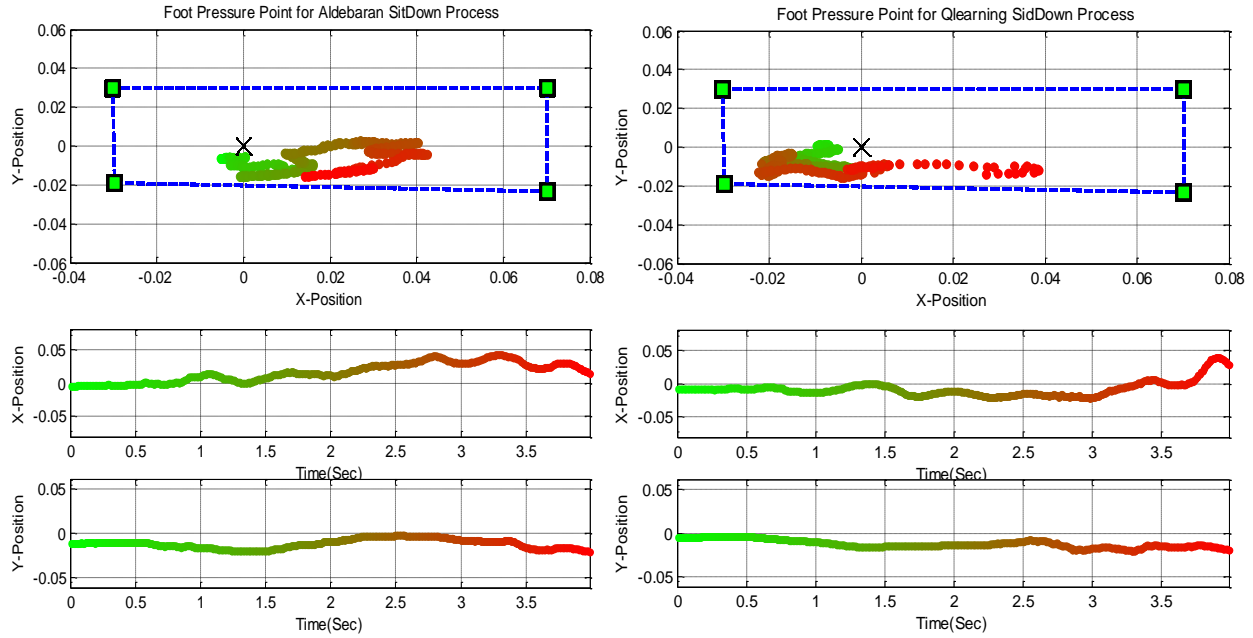 Foot Pressure Point for Aldebaran SitDown Process
0.06
0.04
0.02
0
-0.02
-0.04
-0.06
Y-Position
-0.04 -0.02 0 0.02 0.04 0.06 0.08
X-Position
0.05
0
-0.05
X-Position
0 0.5 1 1.5 2 2.5 3 3.5
Time(Sec)
0.05
0
-0.05
Y-Position
0 0.5 1 1.5 2 2.5 3 3.5
Time(Sec)
Foot Pressure Point for Qlearning SidDown Process
0.06
0.04
0.02
0
-0.02
-0.04
-0.06
Y-Position
-0.04 -0.02 0 0.02 0.04 0.06 0.08
X-Position
0.05
0
-0.05
X-Position
0 0.5 1 1.5 2 2.5 3 3.5
Time(Sec)
0.05
0
-0.05
Y-Position
0 0.5 1 1.5 2 2.5 3 3.5
Time(Sec)